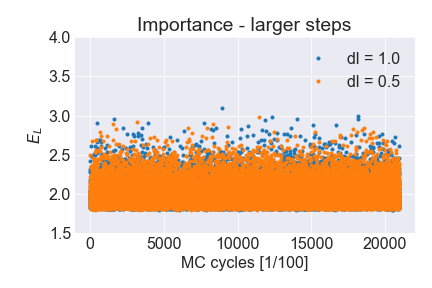 Importance - larger steps
4.0
3.5
3.0
2.5
2.0
1.5
E_L
dl = 1.0
dl = 0.5
0 5000 10000 15000 20000
MC cycles [1/100]